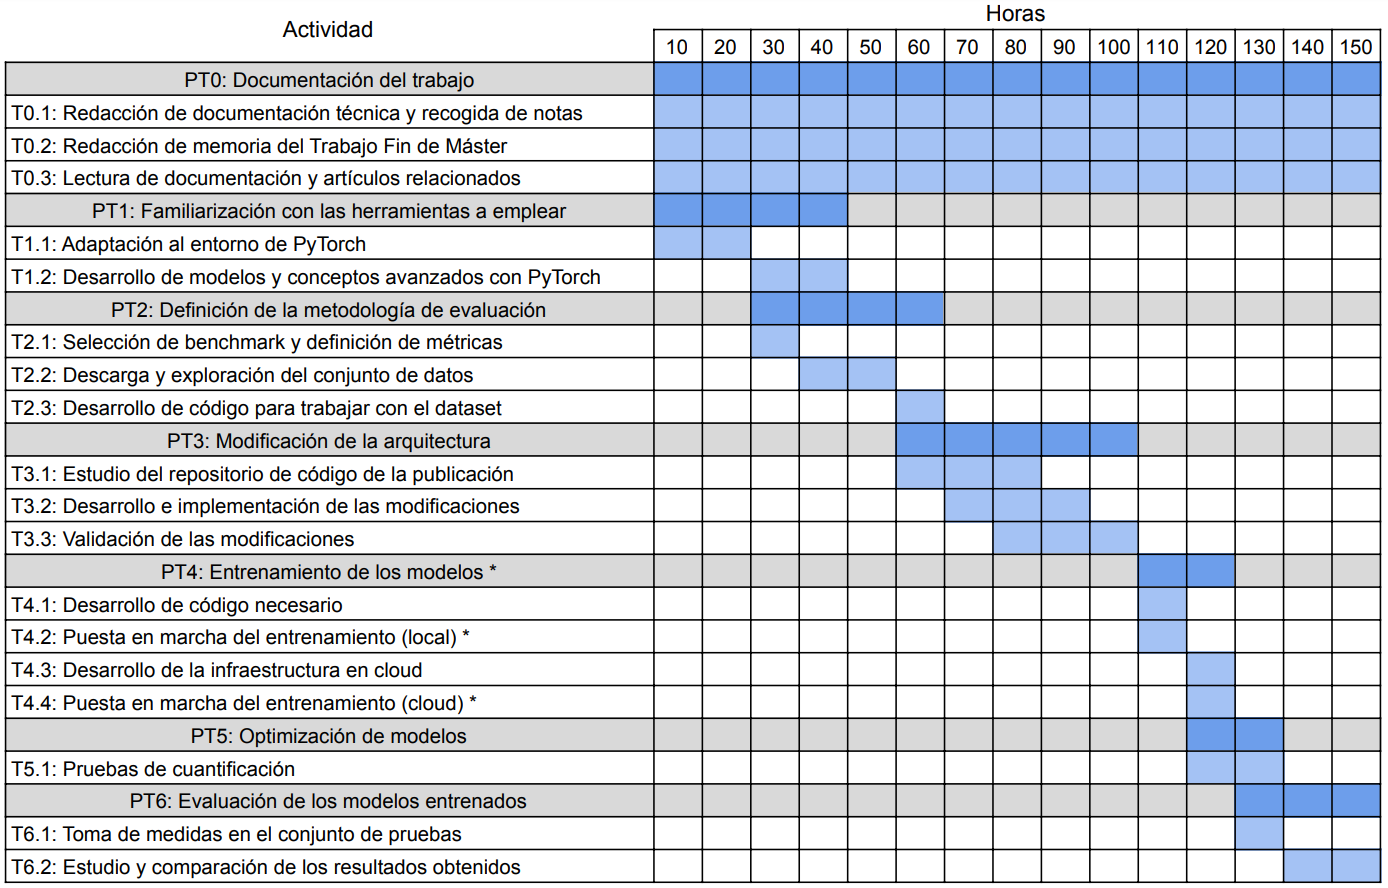 Horas
Actividad
10 20 30 40 50 60 70 80 90 100 110 120 130 140 150
PT0: Documentación del trabajo
T0.1: Redacción de documentación técnica y recogida de notas
T0.2: Redacción de memoria del Trabajo Fin de Máster
T0.3: Lectura de documentación y artículos relacionados
PT1: Familiarización con las herramientas a emplear
T1.1: Adaptación al entorno de PyTorch
T1.2: Desarrollo de modelos y conceptos avanzados con PyTorch
PT2: Definición de la metodología de evaluación
T2.1: Selección de benchmark y definición de métricas
T2.2: Descarga y exploración del conjunto de datos
T2.3: Desarrollo de código para trabajar con el dataset
PT3: Modificación de la arquitectura
T3.1: Estudio del repositorio de código de la publicación
T3.2: Desarrollo e implementación de las modificaciones
T3.3: Validación de las modificaciones
PT4: Entrenamiento de los modelos *
T4.1: Desarrollo de código necesario
T4.2: Puesta en marcha del entrenamiento (local) *
T4.3: Desarrollo de la infraestructura en cloud
T4.4: Puesta en marcha del entrenamiento (cloud) *
PT5: Optimización de modelos
T5.1: Pruebas de cuantificación
PT6: Evaluación de los modelos entrenados
T6.1: Toma de medidas en el conjunto de pruebas
T6.2: Estudio y comparación de los resultados obtenidos